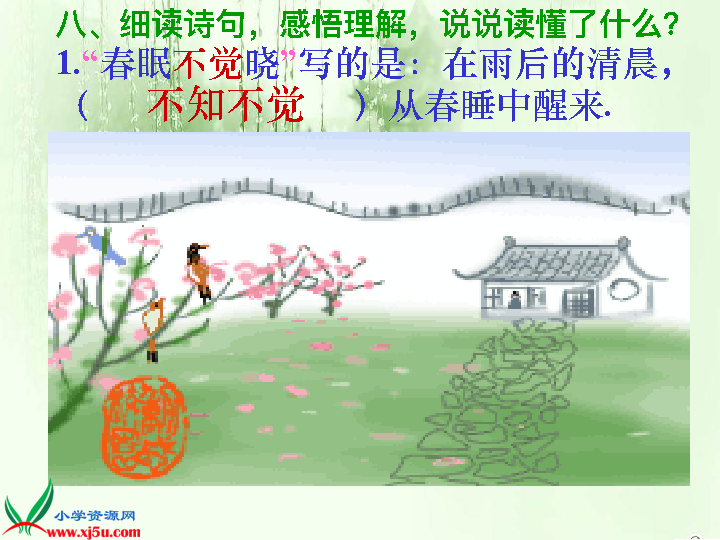 八、细读诗句，感悟理解，说说读懂了什么？
1.“春眠不觉晓”写的是：在雨后的清晨，
（ 不知不觉 ）从春睡中醒来.
小学资源网
www.xj5u.com